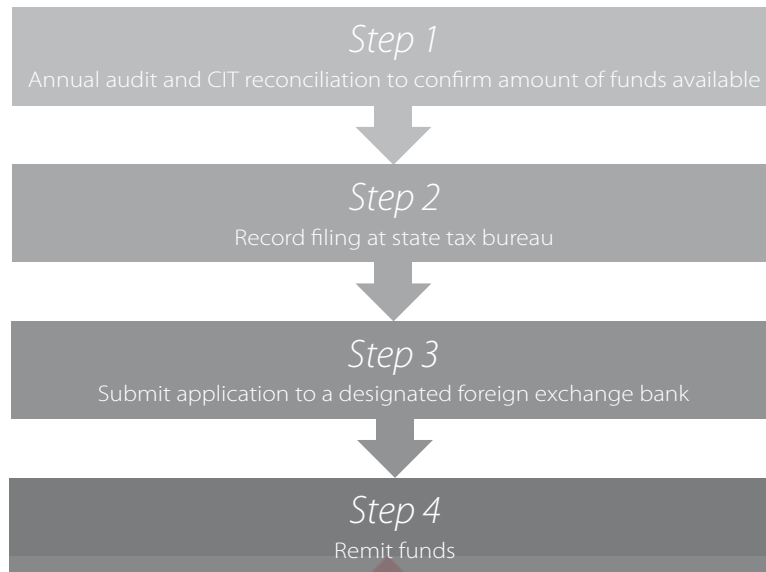 Step 1
Annual audit and CIT reconciliation to confirm amount of funds available
Step 2
Record filing at state tax bureau
Step 3
Submit application to a designated foreign exchange bank
Step 4
Remit funds